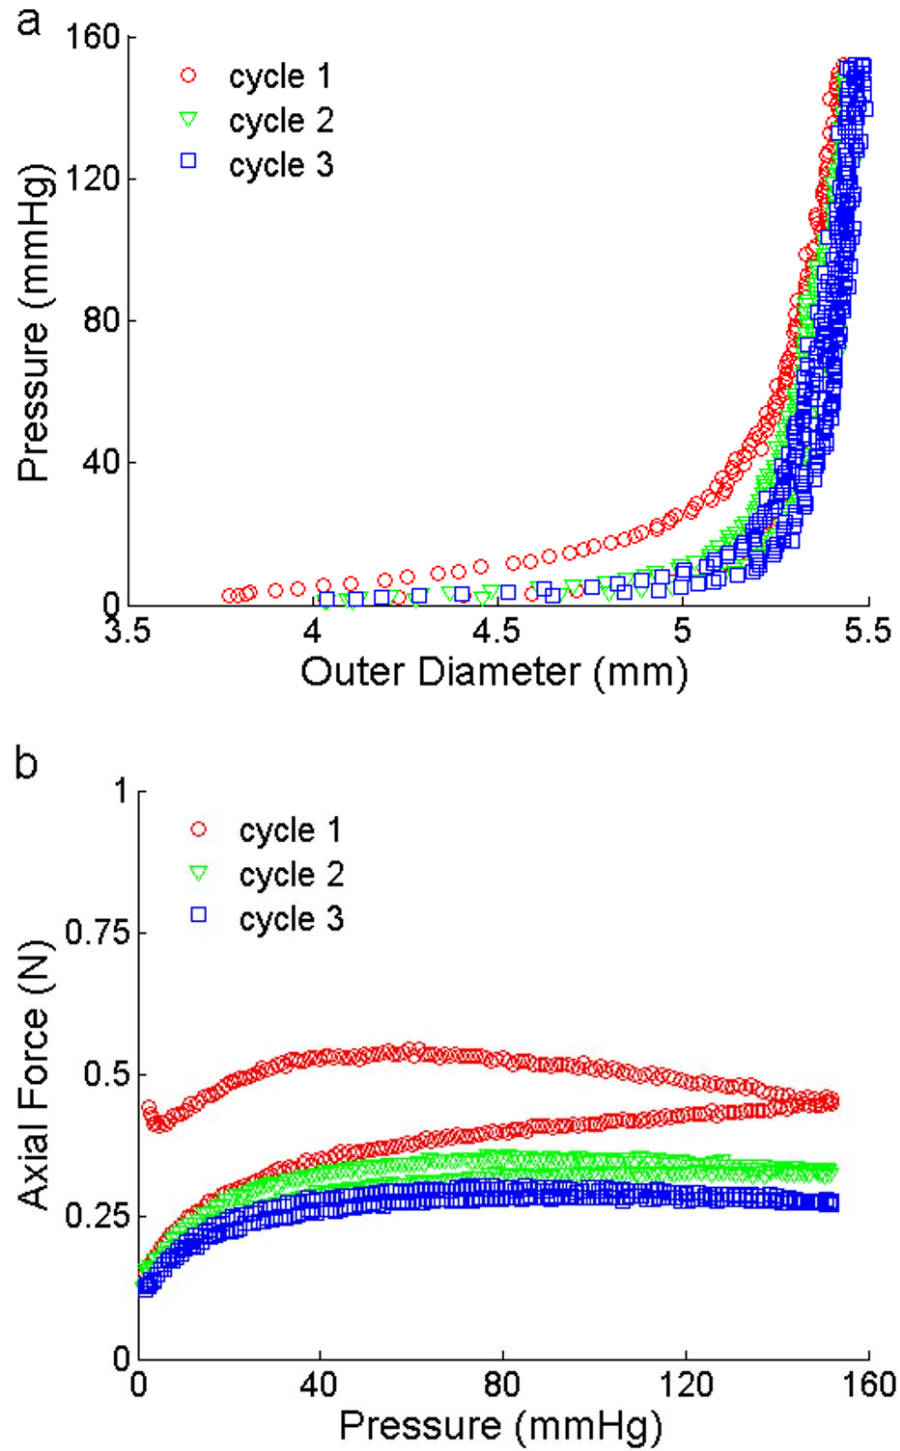 a
160
120
80
40
0
Pressure (mmHg)
cycle 1
cycle 2
cycle 3
3.5 4 4.5 5 5.5
Outer Diameter (mm)
b
1
0.75
0.5
0.25
0
Axial Force (N)
cycle 1
cycle 2
cycle 3
0 40 80 120 160
Pressure (mmHg)